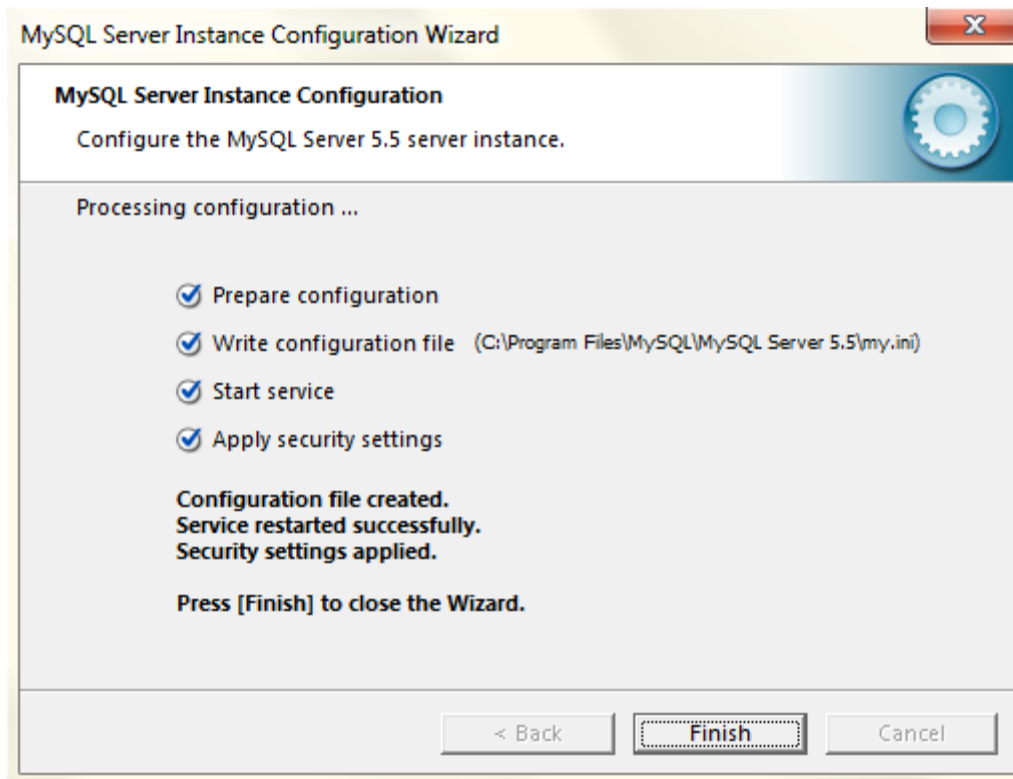 MySQL Server Instance Configuration Wizard
MySQL Server Instance Configuration
Configure the MySQL Server 5.5 server instance.
Processing configuration ...
Prepare configuration
Write configuration file (C:\Program Files\MySQL\MySQL Server 5.5\my.ini)
Start service
Apply security settings
Configuration file created.
Service restarted successfully.
Security settings applied.
Press [Finish] to close the Wizard.
< Back Finish Cancel